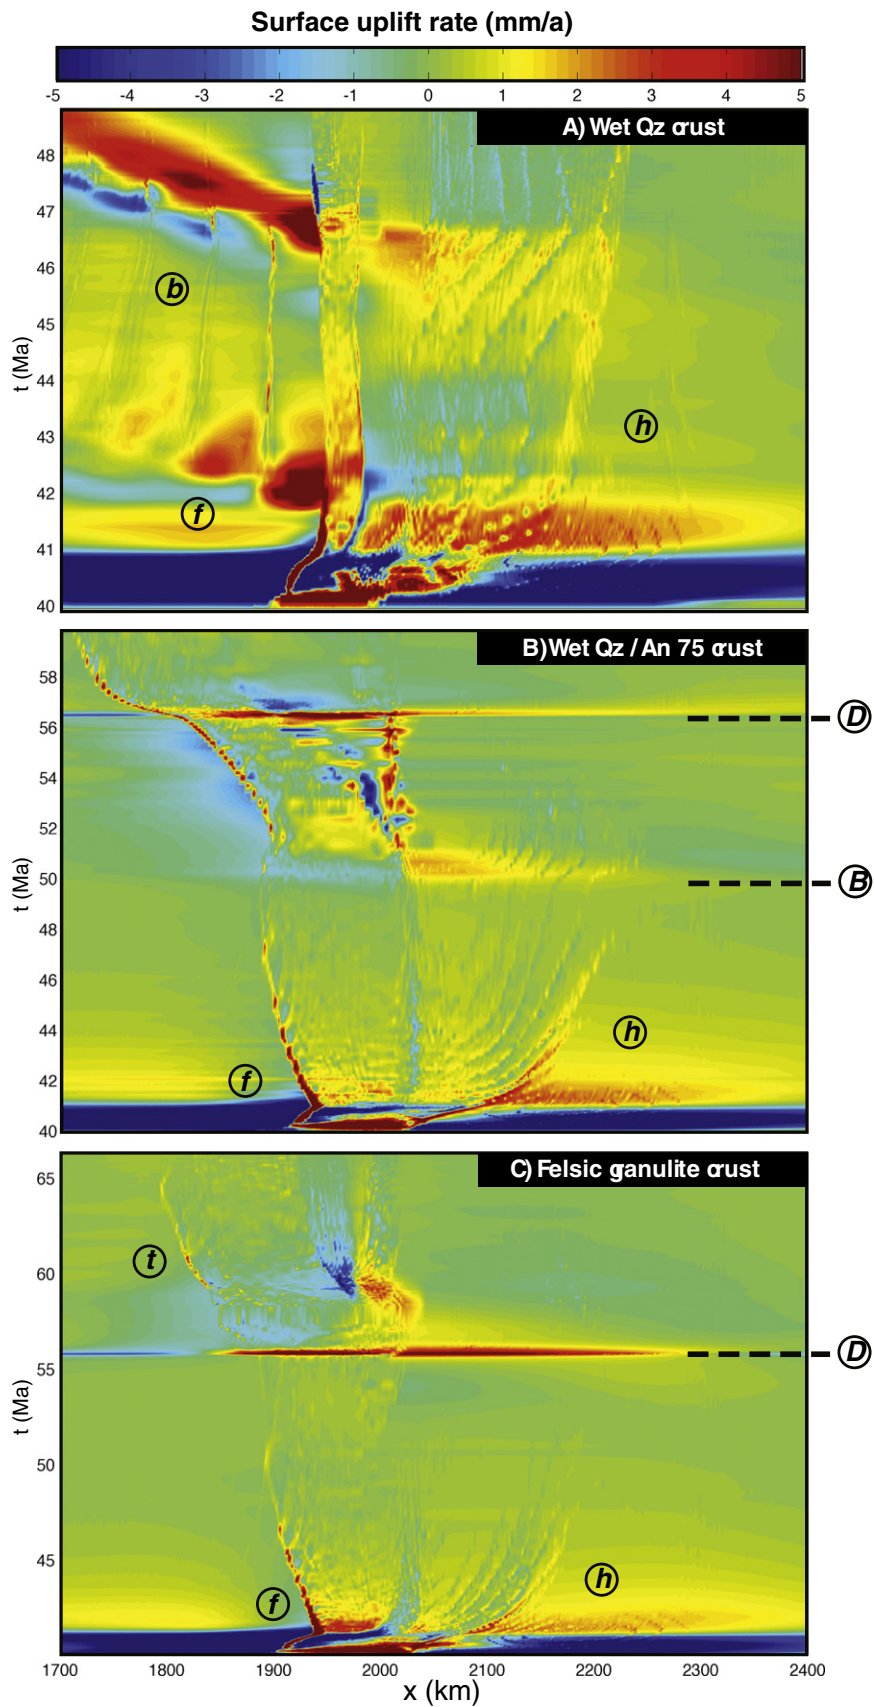 Surface uplift rate (mm/a)
-5 -4 -3 -2 -1 0 1 2 3 4 5
A) Wet Qz crust
48
47
46
45
44
43
42
41
40
t (Ma)
b
h
f
B) Wet Qz / An 75 crust
58
56
54
52
50
48
46
44
42
40
t (Ma)
D
B
h
f
C) Felsic granulite crust
65
60
55
50
45
t (Ma)
t
D
h
f
1700 1800 1900 2000 2100 2200 2300 2400
x (km)